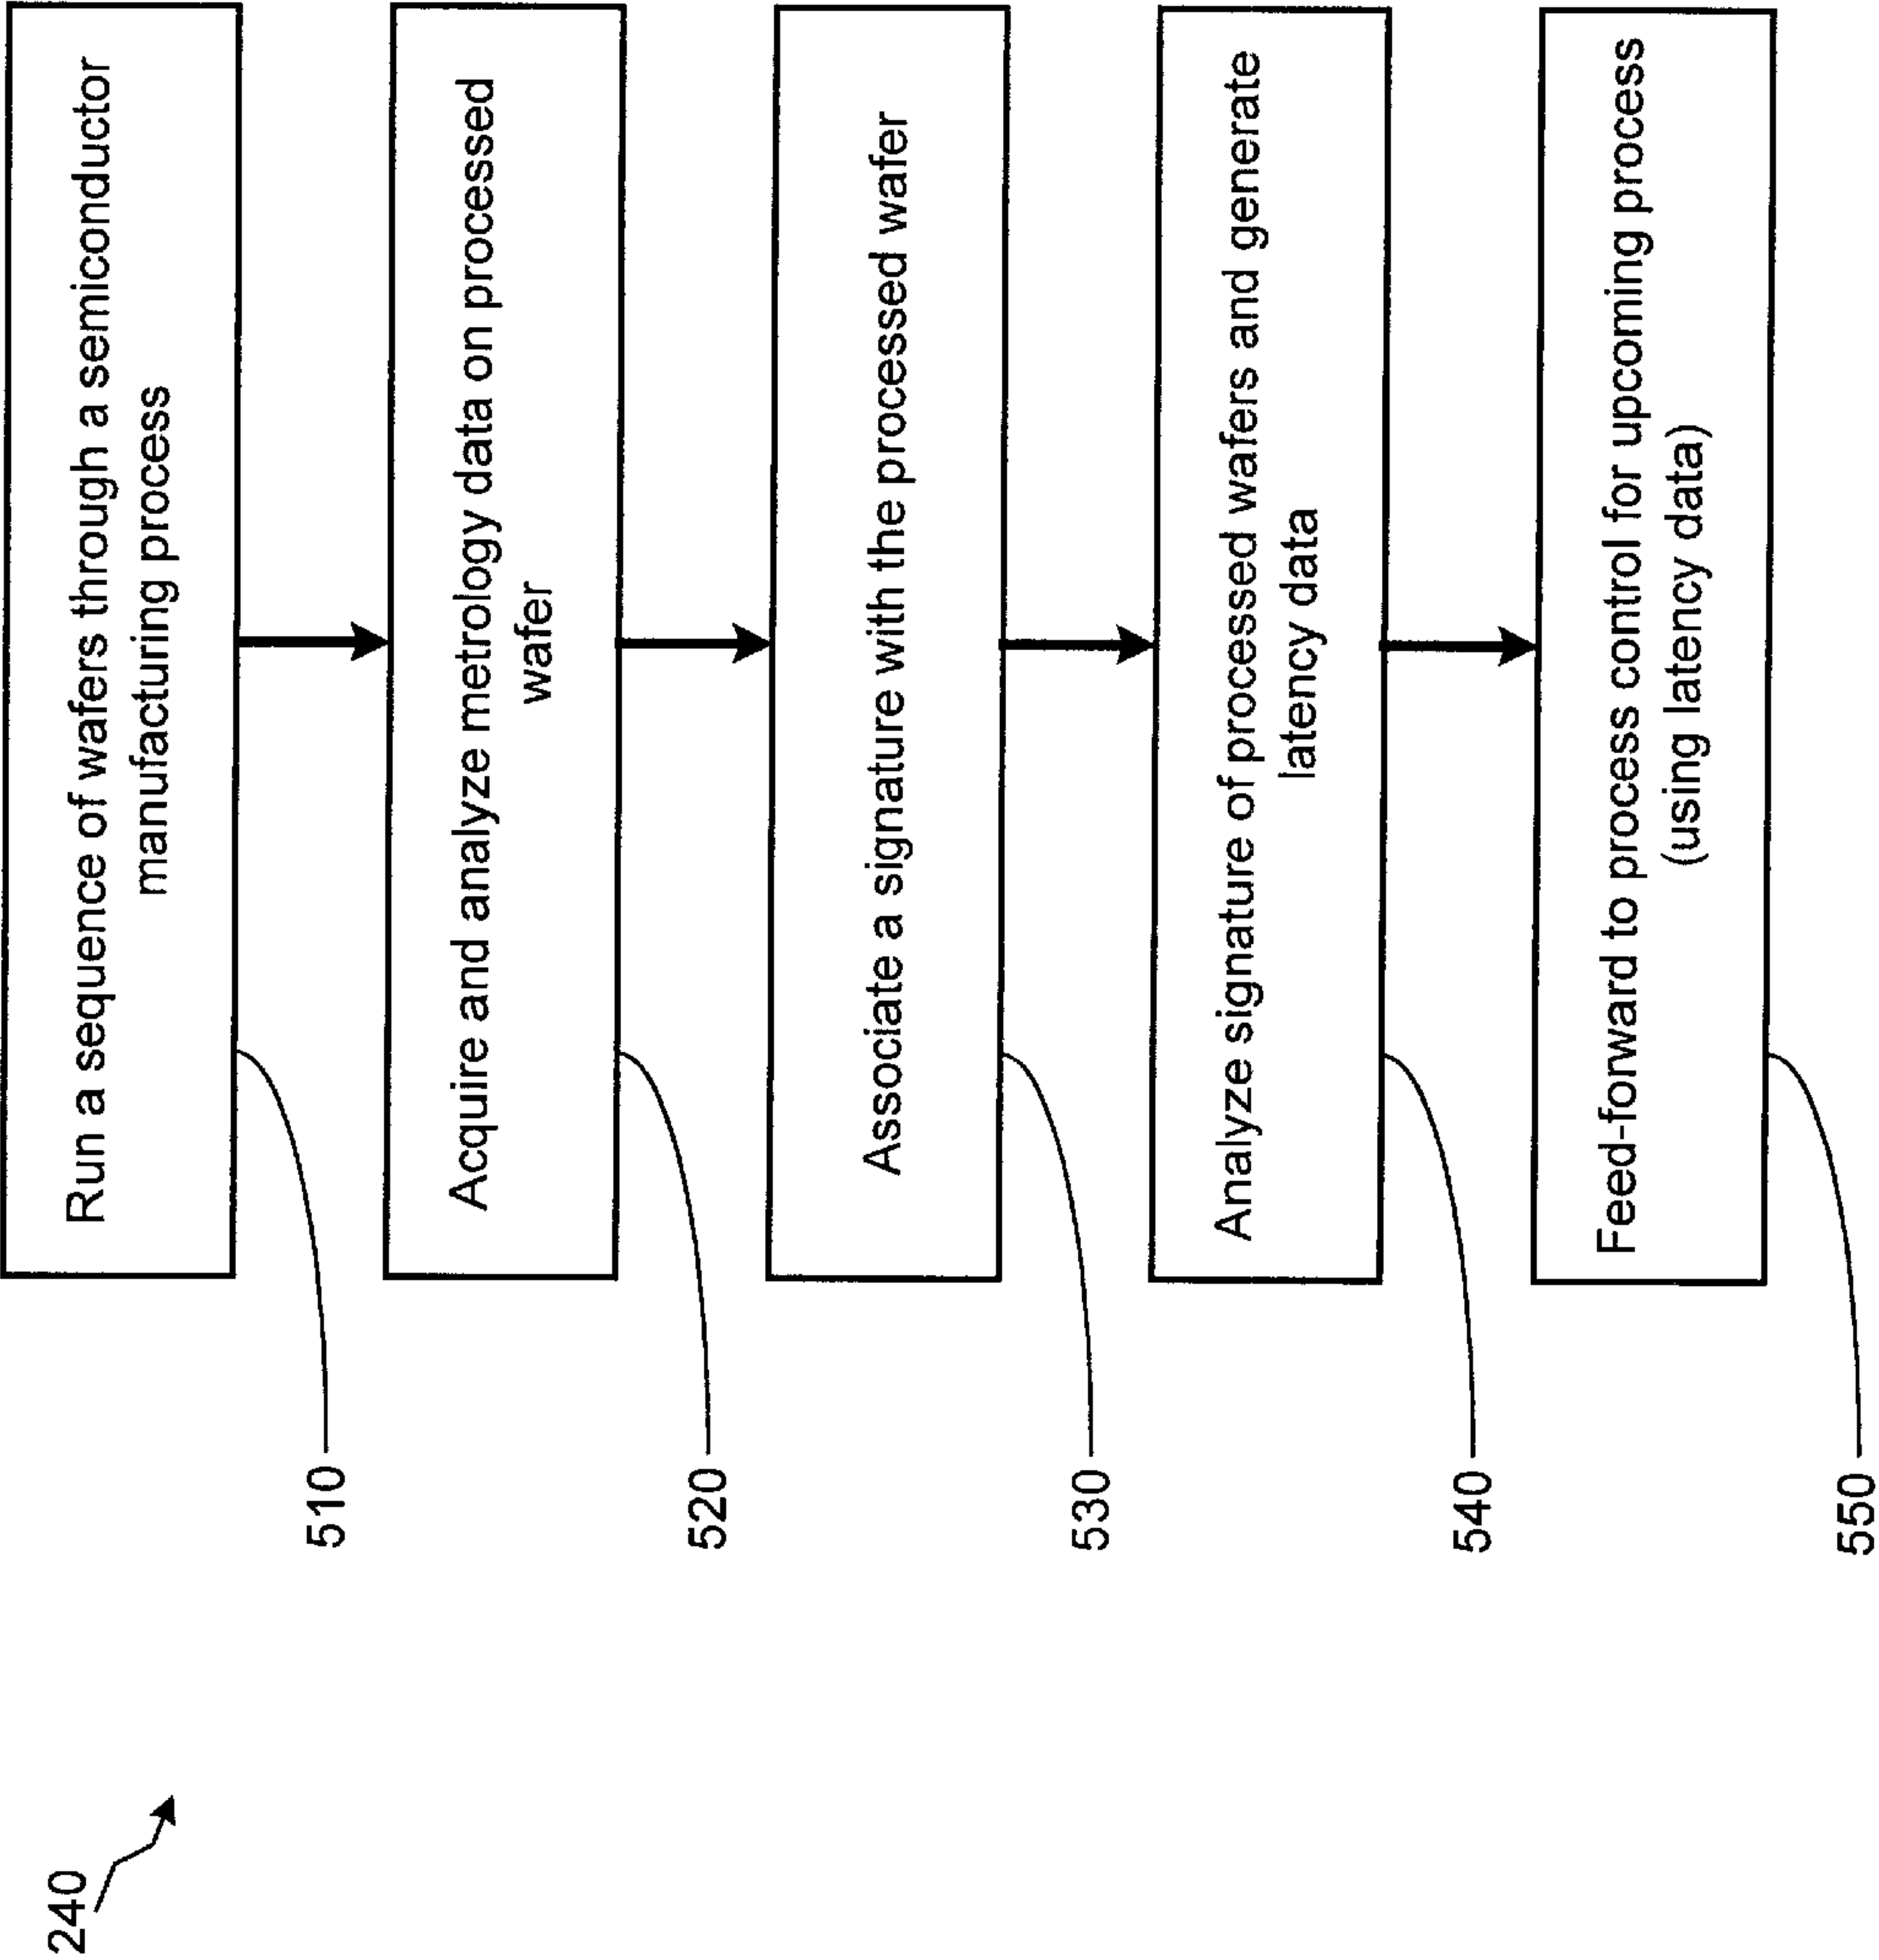 240
Run a sequence of wafers through a semiconductor
manufacturing process
510
Acquire and analyze metrology data on processed
wafer
520
Associate a signature with the processed wafer
530
Analyze signature of processed wafers and generate
latency data
540
Feed-forward to process control for upcoming process
(using latency data)
550